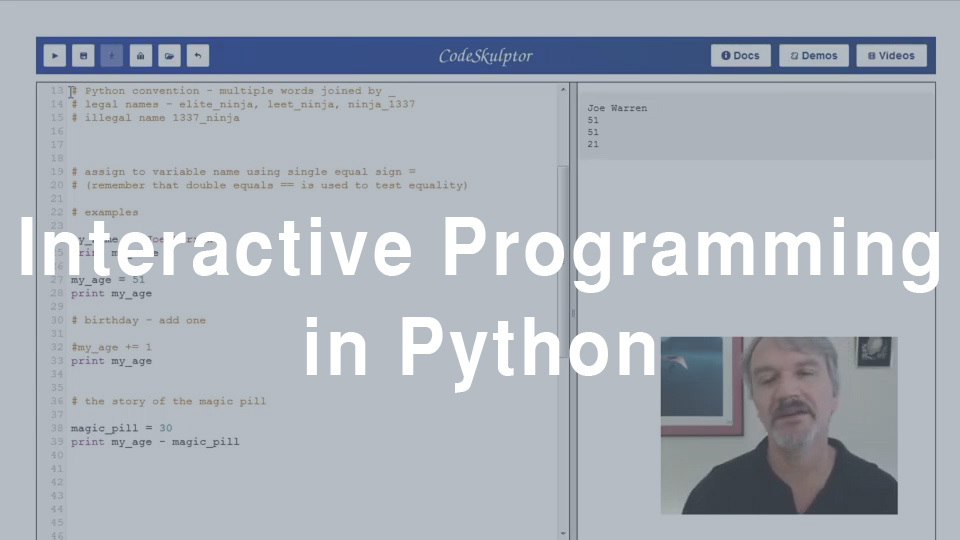 CodeSkulptor
Docs
Demos
Videos
13 # Python convention - multiple words joined by _
14 # legal names - elite_ninja, leet_ninja, ninja_1337
15 # illegal name 1337_ninja
16
17
18
19 # assign to variable name using single equal sign =
20 # (remember that double equals == is used to test equality)
21
22 # examples
23
27 my_age = 51
28 print my_age
29
30 # birthday - add one
31
32 #my_age += 1
33 print my_age
34
35
36 # the story of the magic pill
37
38 magic_pill = 30
39 print my_age - magic_pill
40
41
42
43
44
45
46
Joe Warren
51
51
21
Interactive Programming
in Python